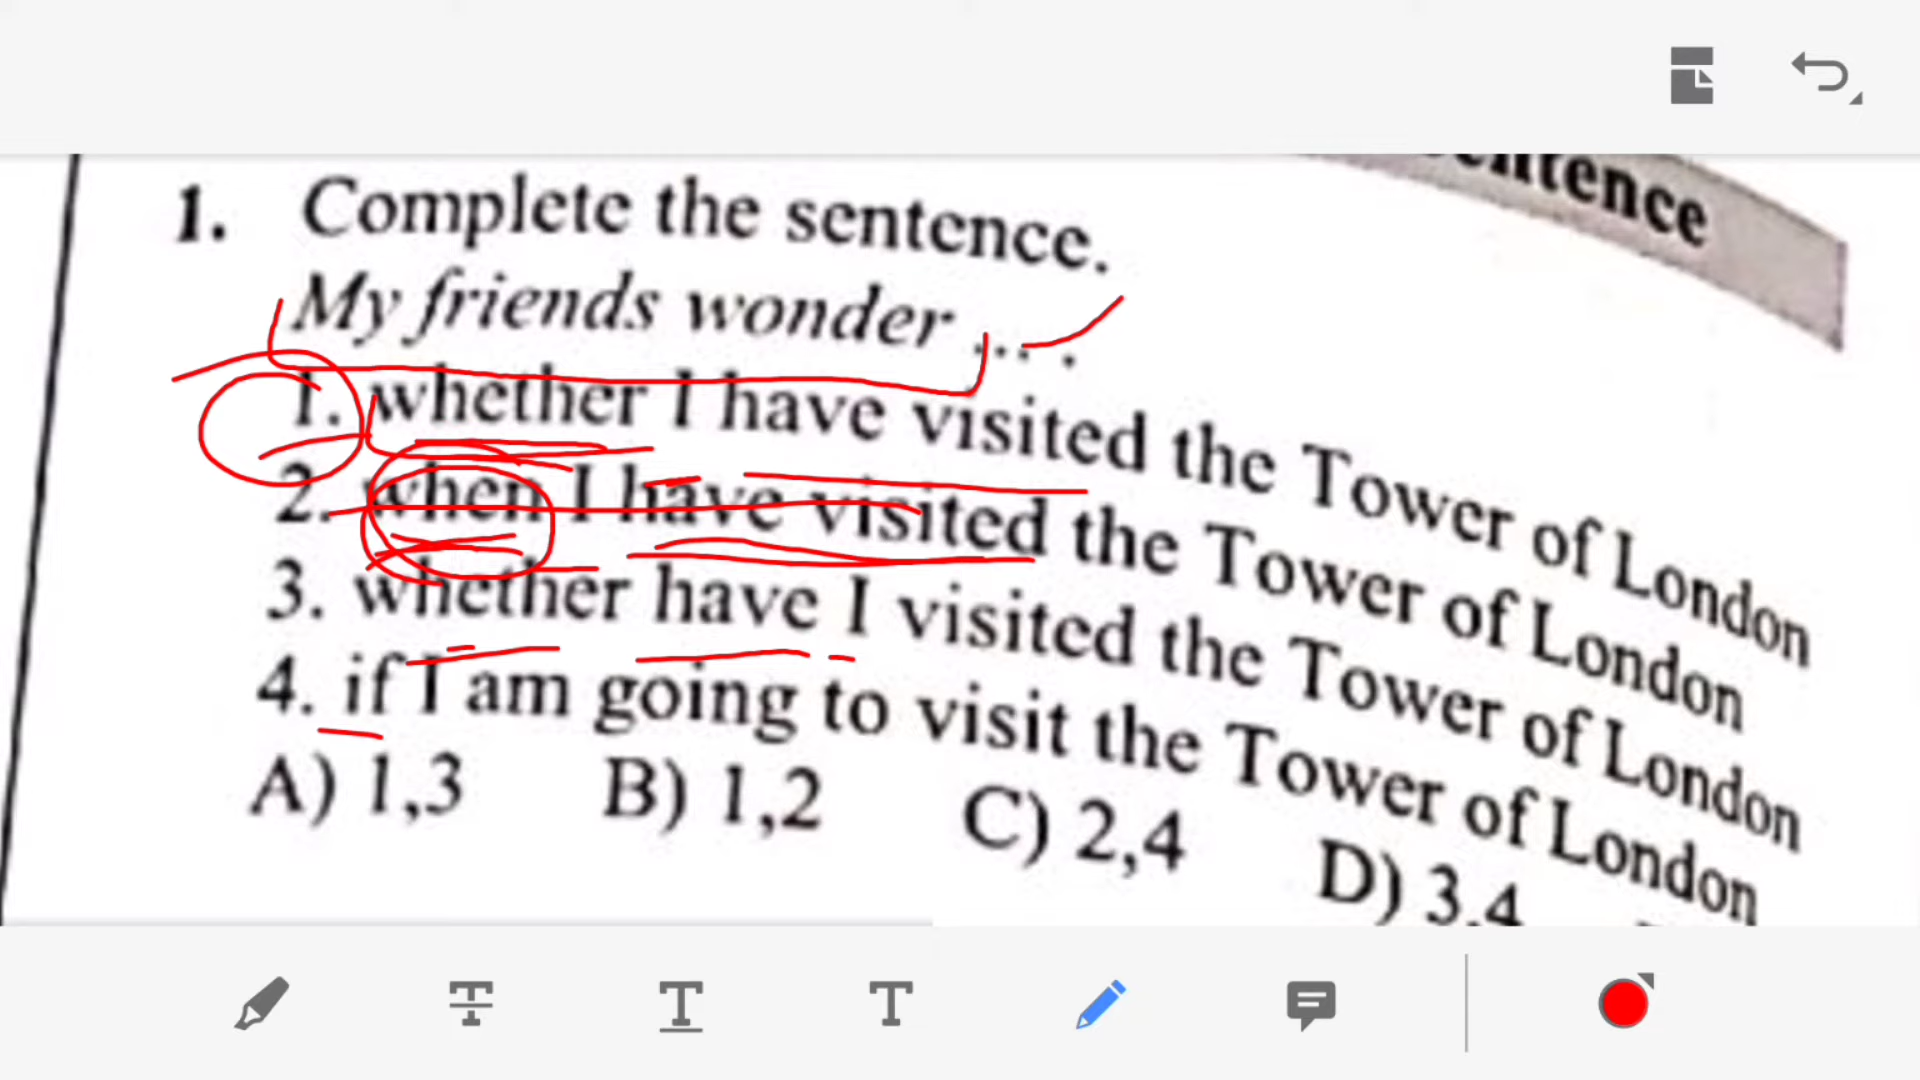 entence
1. Complete the sentence.
My friends wonder ... .
1. whether I have visited the Tower of London
2. when I have visited the Tower of London
3. whether have I visited the Tower of London
4. if I am going to visit the Tower of London
A) 1,3 B) 1,2 C) 2,4 D) 3,4